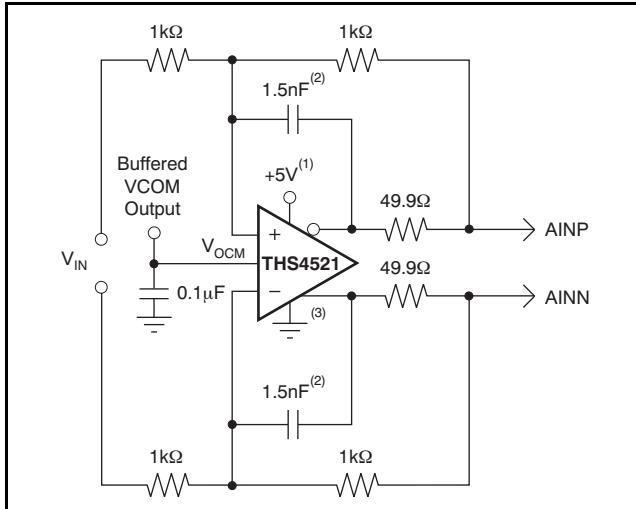 1kΩ
1kΩ
1.5nF(2)
Buffered
VCOM
Output
+5V(1)
49.9Ω
+
AINP
VIN
VOCM
THS4521
49.9Ω
−
AINN
0.1µF
(3)
1.5nF(2)
1kΩ
1kΩ